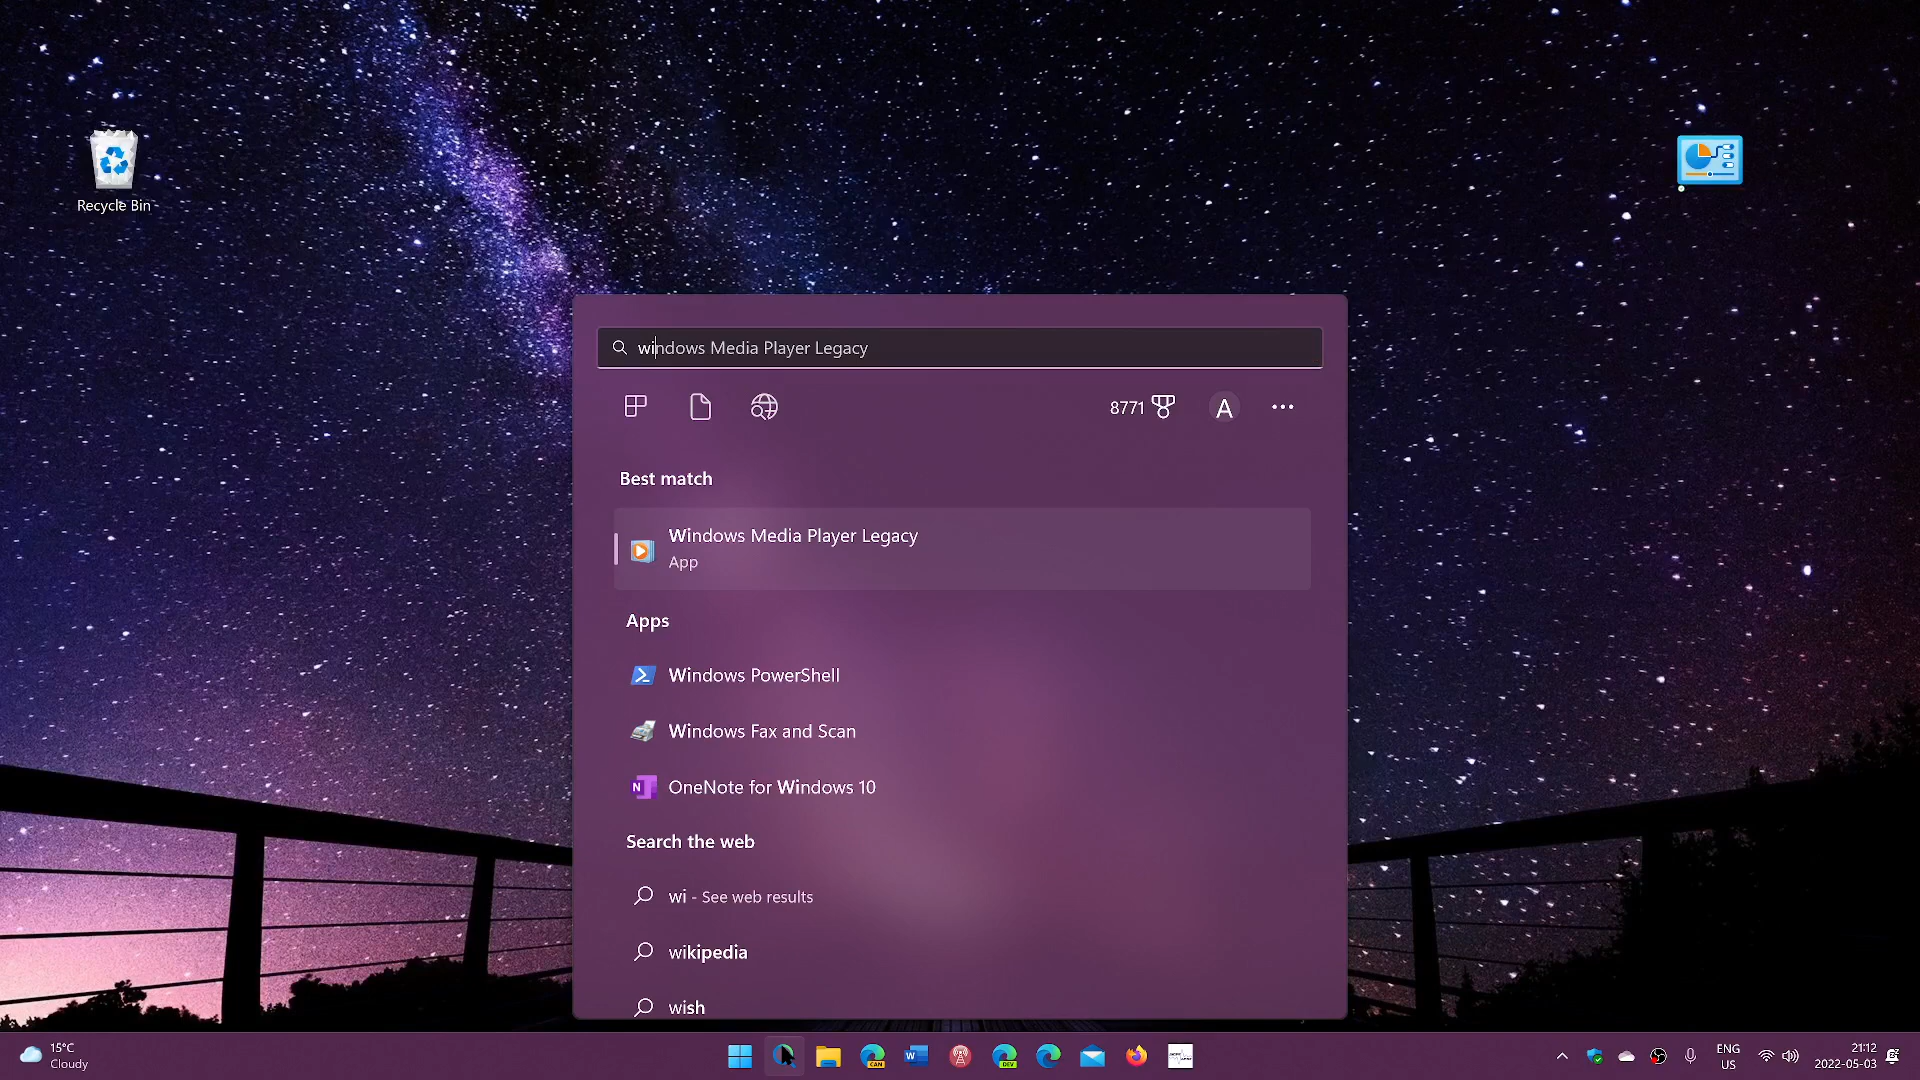 Recycle Bin
windows Media Player Legacy
8771
A
Best match
Windows Media Player Legacy
App
Apps
Windows PowerShell
Windows Fax and Scan
OneNote for Windows 10
Search the web
wi - See web results
wikipedia
wish
15°C
Cloudy
CAN
W
DEV
ENG
US
21:12
2022-05-03